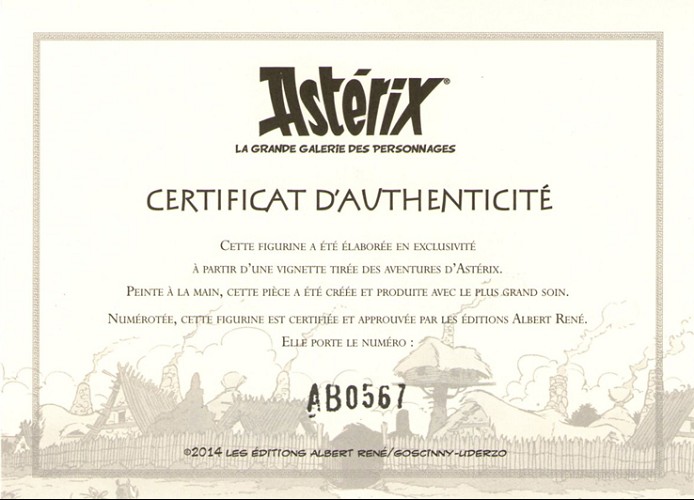 Astérix®
LA GRANDE GALERIE DES PERSONNAGES
CERTIFICAT D'AUTHENTICITÉ
CETTE FIGURINE A ÉTÉ ÉLABORÉE EN EXCLUSIVITÉ
À PARTIR D'UNE VIGNETTE TIRÉE DES AVENTURES D'ASTÉRIX.
PEINTE À LA MAIN, CETTE PIÈCE A ÉTÉ CRÉÉE ET PRODUITE AVEC LE PLUS GRAND SOIN.
NUMÉROTÉE, CETTE FIGURINE EST CERTIFIÉE ET APPROUVÉE PAR LES ÉDITIONS ALBERT RENÉ.
ELLE PORTE LE NUMÉRO :
AB0567
©2014 LES ÉDITIONS ALBERT RENÉ/GOSCINNY-UDERZO